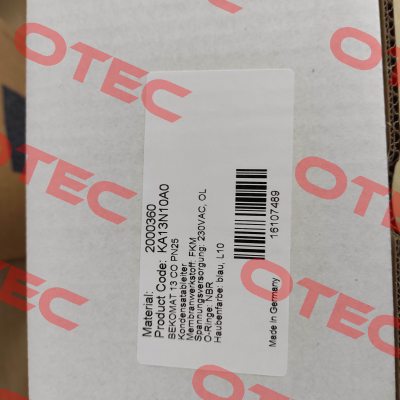 OTEC
OTEC
Material: 2000360
Product Code: KA13N10A0
BEKOMAT 13 CO PN25
Kondensatableiter
Membranwerkstoff: FKM
Spannungsversorgung: 230VAC, OL
O-Ringe: NBR
Haubenfarbe: blau, L10
16107489
Made in Germany
OTEC
OTEC
OTEC